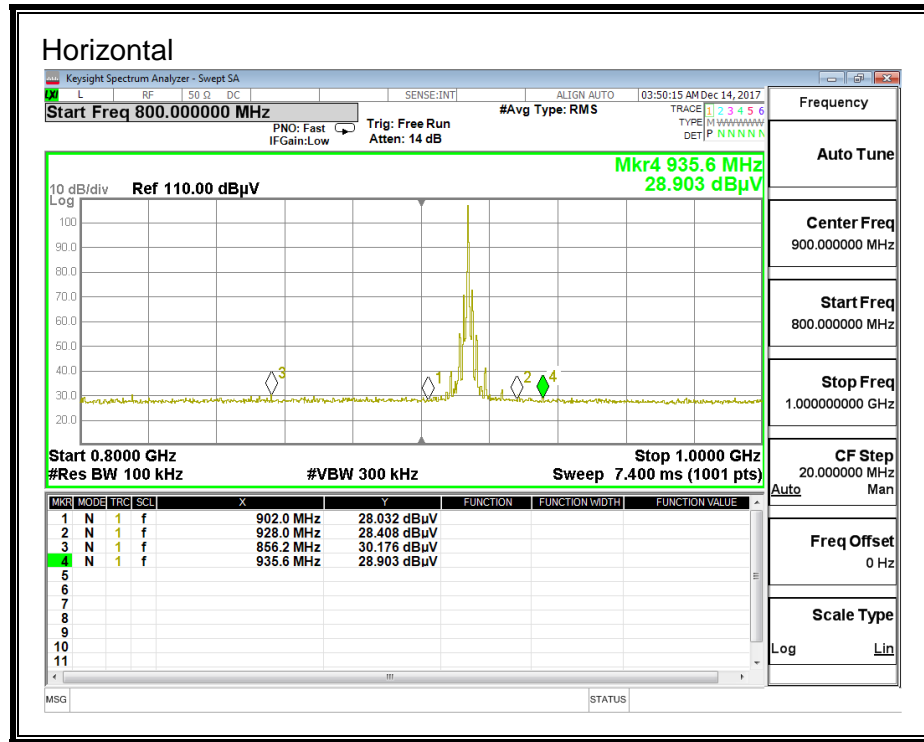 Horizontal
Keysight Spectrum Analyzer - Swept SA
LXI L RF 50 Ω DC SENSE:INT ALIGN AUTO 03:50:15 AM Dec 14, 2017
Start Freq 800.000000 MHz
#Avg Type: RMS
TRACE 1 2 3 4 5 6
PNO: Fast
Trig: Free Run
TYPE M WWWWW
IFGain:Low
Atten: 14 dB
DET P N N N N N
Mkr4 935.6 MHz
28.903 dBµV
10 dB/div Ref 110.00 dBµV
Log
100
90.0
80.0
70.0
60.0
50.0
40.0
30.0
20.0
3
1
2
4
Start 0.8000 GHz Stop 1.0000 GHz
#Res BW 100 kHz #VBW 300 kHz Sweep 7.400 ms (1001 pts)
MKR MODE TRC SCL X Y FUNCTION FUNCTION WIDTH FUNCTION VALUE
1 N 1 f 902.0 MHz 28.032 dBµV
2 N 1 f 928.0 MHz 28.408 dBµV
3 N 1 f 856.2 MHz 30.176 dBµV
4 N 1 f 935.6 MHz 28.903 dBµV
5
6
7
8
9
10
11
MSG STATUS
Frequency
Auto Tune
Center Freq
900.000000 MHz
Start Freq
800.000000 MHz
Stop Freq
1.000000000 GHz
CF Step
20.000000 MHz
Auto Man
Freq Offset
0 Hz
Scale Type
Log Lin